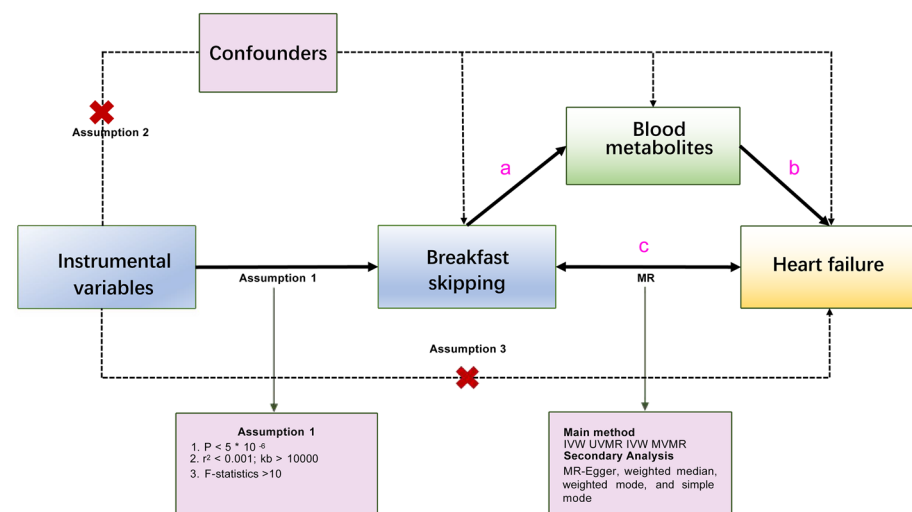 Confounders
Assumption 2
Blood
metabolites
a
b
Instrumental
variables
Assumption 1
Breakfast
skipping
c
MR
Heart failure
Assumption 3
Assumption 1
1. P < 5 * 10 -6
2. r² < 0.001; kb > 10000
3. F-statistics >10
Main method
IVW UVMR IVW MVMR
Secondary Analysis
MR-Egger, weighted median,
weighted mode, and simple
mode